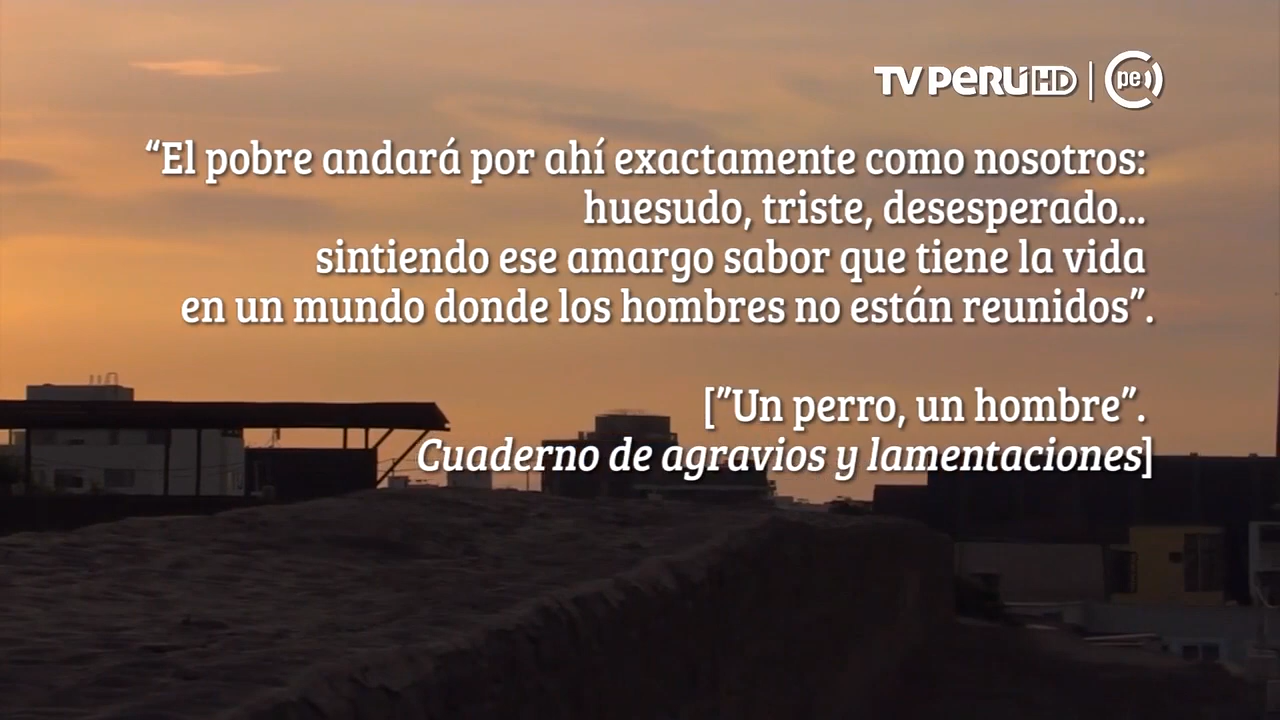 TV PERÚ HD | pe
“El pobre andará por ahí exactamente como nosotros:
huesudo, triste, desesperado...
sintiendo ese amargo sabor que tiene la vida
en un mundo donde los hombres no están reunidos”.
[”Un perro, un hombre”.
Cuaderno de agravios y lamentaciones]